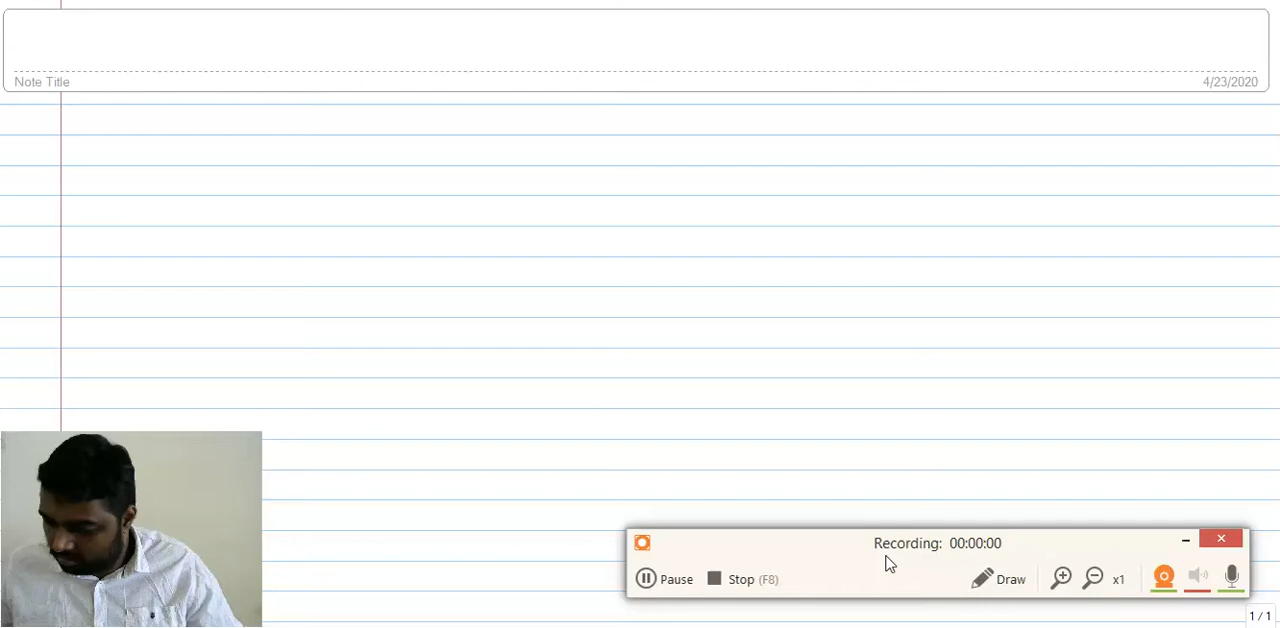 Note Title
4/23/2020
Recording: 00:00:00
Pause
Stop (F8)
Draw
x1
1 / 1